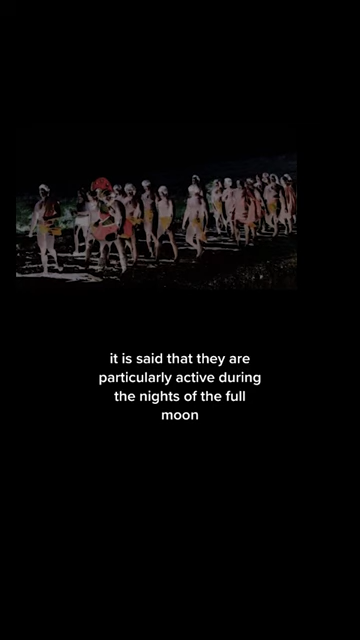 it is said that they are
particularly active during
the nights of the full
moon